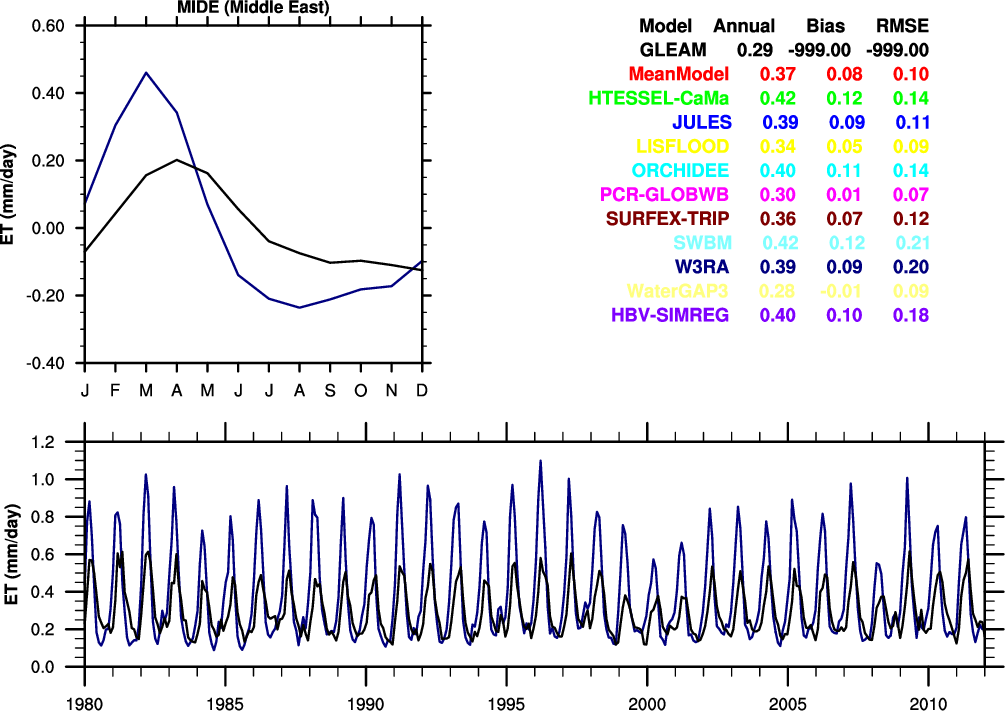 MIDE (Middle East)
0.60
0.40
0.20
0.00
-0.20
-0.40
ET (mm/day)
J F M A M J J A S O N D
Model Annual Bias RMSE
GLEAM 0.29 -999.00 -999.00
MeanModel 0.37 0.08 0.10
HTESSEL-CaMa 0.42 0.12 0.14
JULES 0.39 0.09 0.11
LISFLOOD 0.34 0.05 0.09
ORCHIDEE 0.40 0.11 0.14
PCR-GLOBWB 0.30 0.01 0.07
SURFEX-TRIP 0.36 0.07 0.12
SWBM 0.42 0.12 0.21
W3RA 0.39 0.09 0.20
WaterGAP3 0.28 -0.01 0.09
HBV-SIMREG 0.40 0.10 0.18
1.2
1.0
0.8
0.6
0.4
0.2
0.0
ET (mm/day)
1980 1985 1990 1995 2000 2005 2010